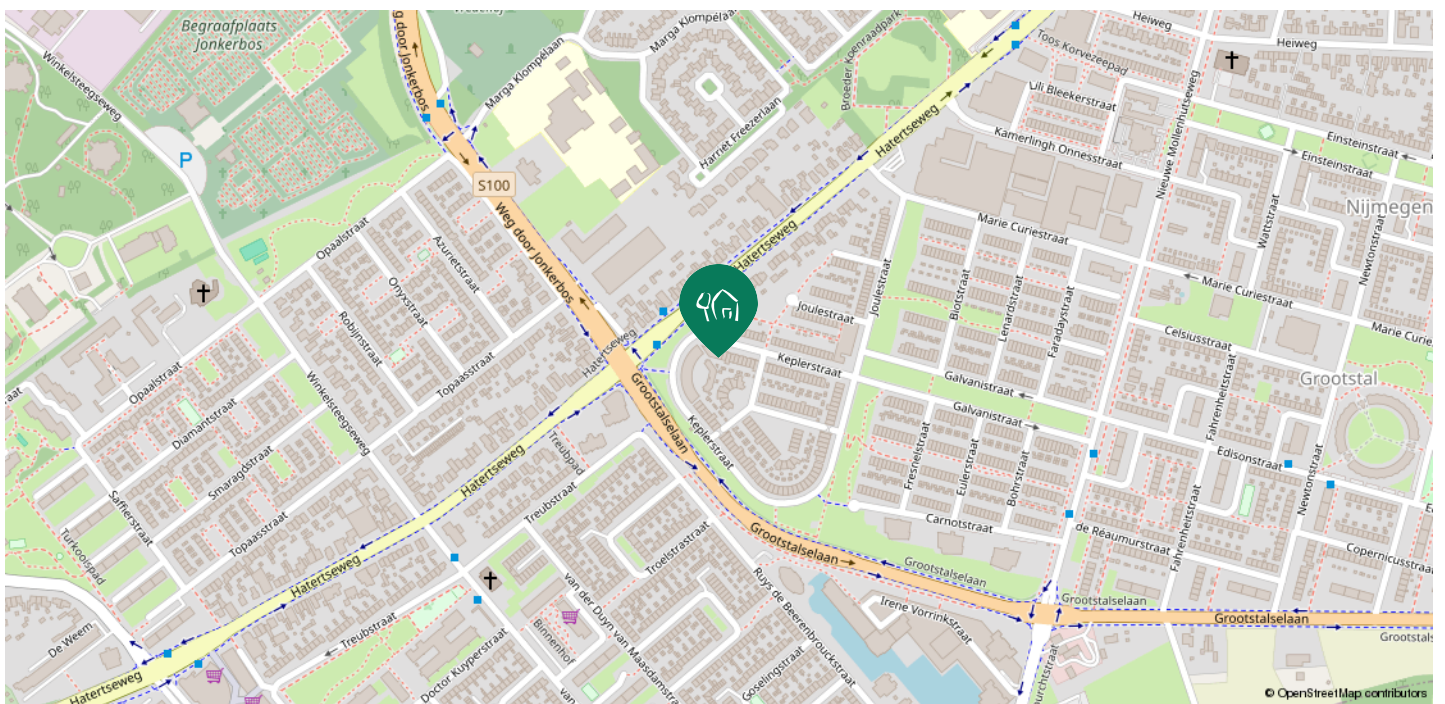 Begraafplaats
Jonkerbos
Winkelsteegseweg
Weg door Jonkerbos
Marga Klompélaan
Marga Klompélaan
Harriet Freezerlaan
Broeder Koenraadpark
Heiweg
Heiweg
Toos Korvezeepad
Lili Bleekerstraat
Kamerlingh Onnesstraat
Nieuwe Mollenhutseweg
Einsteinstraat
Einsteinstraat
Hatertseweg
P
S100
Weg door Jonkerbos
Nijmegen
Opaalstraat
Azurietstraat
Onyxstraat
Robijnstraat
Topaasstraat
Hatertseweg
Marie Curiestraat
Wattstraat
Newtonstraat
Marie Curiestraat
Joulestraat
Joulestraat
Biotstraat
Lenardstraat
Faradaystraat
Celsiusstraat
Hatertseweg
Keplerstraat
Galvanistraat
Galvanistraat
Grootstal
Fahrenheitstraat
Opaalstraat
Diamantstraat
Winkelsteegseweg
Smaragdstraat
Topaasstraat
Saffierstraat
Turkooispad
Grootstalselaan
Keplerstraat
Treubpad
Hatertseweg
Treubstraat
Fresnelstraat
Eulerstraat
Bohrstraat
Edisonstraat
Newtonstraat
Carnotstraat
de Réaumurstraat
Fahrenheitstraat
Copernicusstraat
Troelstrastraat
Grootstalselaan
Grootstalselaan
Grootstalselaan
Grootstalselaan
Hatertseweg
van der Duyn van Maasdamstraat
Ruys de Beerenbrouckstraat
Irene Vorrinkstraat
De Weem
Treubstraat
Binnenhof
Doctor Kuyperstraat
Goselingstraat
Hatertseweg
© OpenStreetMap contributors